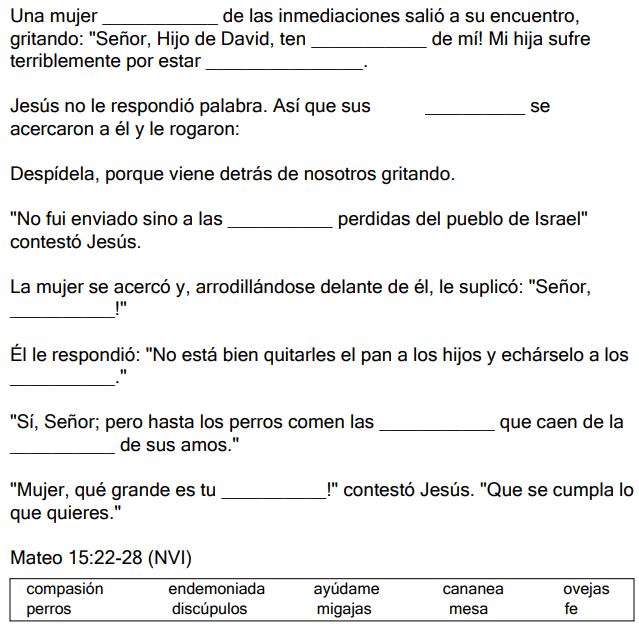 Una mujer ___________ de las inmediaciones salió a su encuentro,
gritando: "Señor, Hijo de David, ten ___________ de mí! Mi hija sufre
terriblemente por estar _______________.
Jesús no le respondió palabra. Así que sus __________ se
acercaron a él y le rogaron:
Despídela, porque viene detrás de nosotros gritando.
"No fui enviado sino a las __________ perdidas del pueblo de Israel"
contestó Jesús.
La mujer se acercó y, arrodillándose delante de él, le suplicó: "Señor,
__________!"
Él le respondió: "No está bien quitarles el pan a los hijos y echárselo a los
__________."
"Sí, Señor; pero hasta los perros comen las ___________ que caen de la
__________ de sus amos."
"Mujer, qué grande es tu __________!" contestó Jesús. "Que se cumpla lo
que quieres."
Mateo 15:22-28 (NVI)
compasión endemoniada ayúdame cananea ovejas
perros discúpulos migajas mesa fe